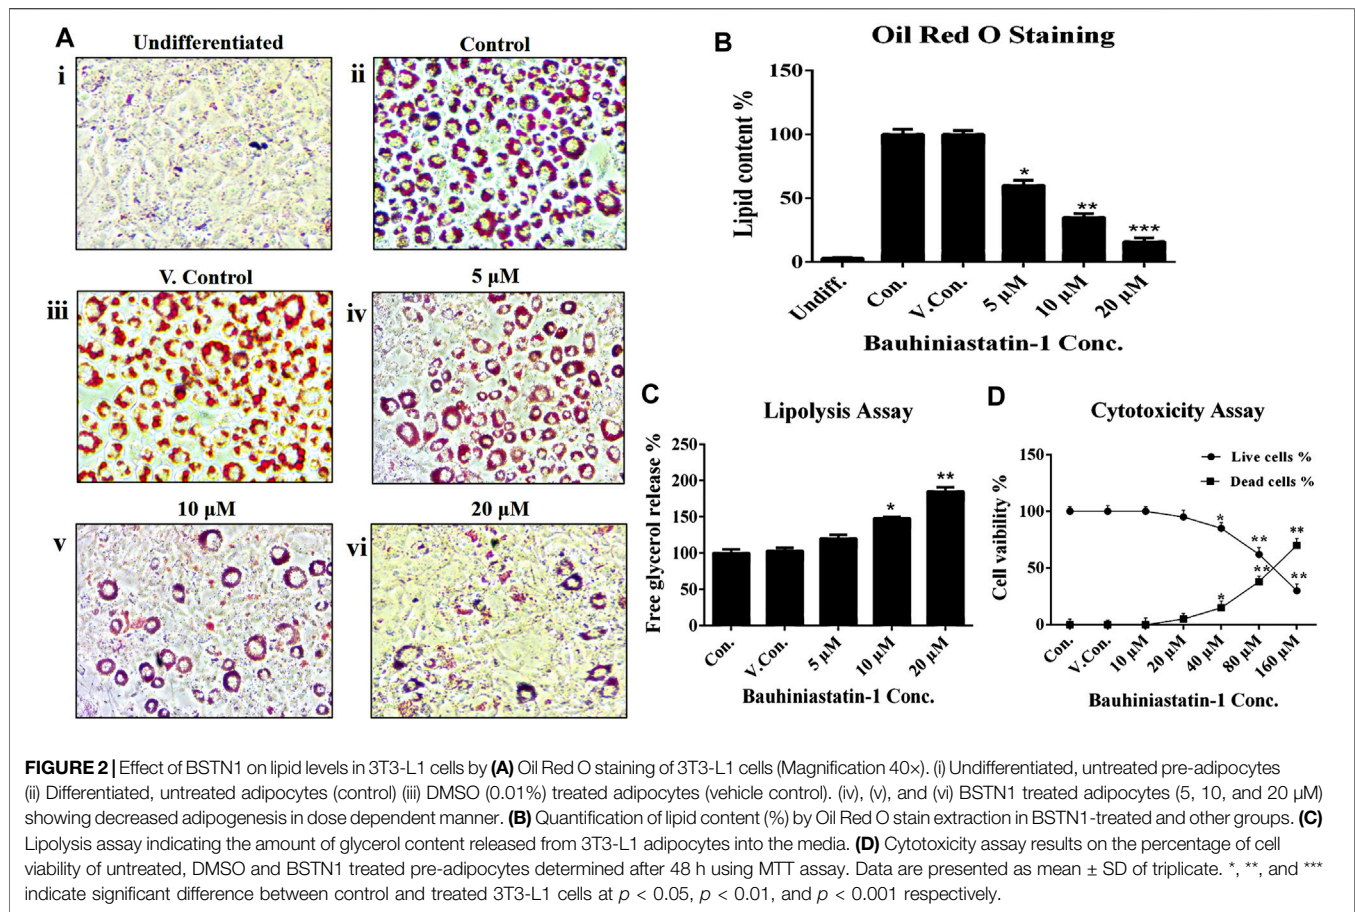 A
Undifferentiated
i
Control
ii
V. Control
iii
5 µM
iv
10 µM
v
20 µM
vi
B
Oil Red O Staining
Lipid content %
150
100
50
0
*
**
***
Undiff.
Con.
V.Con.
5 µM
10 µM
20 µM
Bauhiniastatin-1 Conc.
C
Lipolysis Assay
Free glycerol release %
250
200
150
100
50
0
*
**
Con.
V.Con.
5 µM
10 µM
20 µM
Bauhiniastatin-1 Conc.
D
Cytotoxicity Assay
Cell vaibility %
150
100
50
0
Live cells %
Dead cells %
*
**
**
*
**
**
Con.
V.Con.
10 µM
20 µM
40 µM
80 µM
160 µM
Bauhiniastatin-1 Conc.
FIGURE 2 | Effect of BSTN1 on lipid levels in 3T3-L1 cells by (A) Oil Red O staining of 3T3-L1 cells (Magnification 40×). (i) Undifferentiated, untreated pre-adipocytes
(ii) Differentiated, untreated adipocytes (control) (iii) DMSO (0.01%) treated adipocytes (vehicle control). (iv), (v), and (vi) BSTN1 treated adipocytes (5, 10, and 20 µM)
showing decreased adipogenesis in dose dependent manner. (B) Quantification of lipid content (%) by Oil Red O stain extraction in BSTN1-treated and other groups. (C)
Lipolysis assay indicating the amount of glycerol content released from 3T3-L1 adipocytes into the media. (D) Cytotoxicity assay results on the percentage of cell
viability of untreated, DMSO and BSTN1 treated pre-adipocytes determined after 48 h using MTT assay. Data are presented as mean ± SD of triplicate. *, **, and ***
indicate significant difference between control and treated 3T3-L1 cells at p < 0.05, p < 0.01, and p < 0.001 respectively.